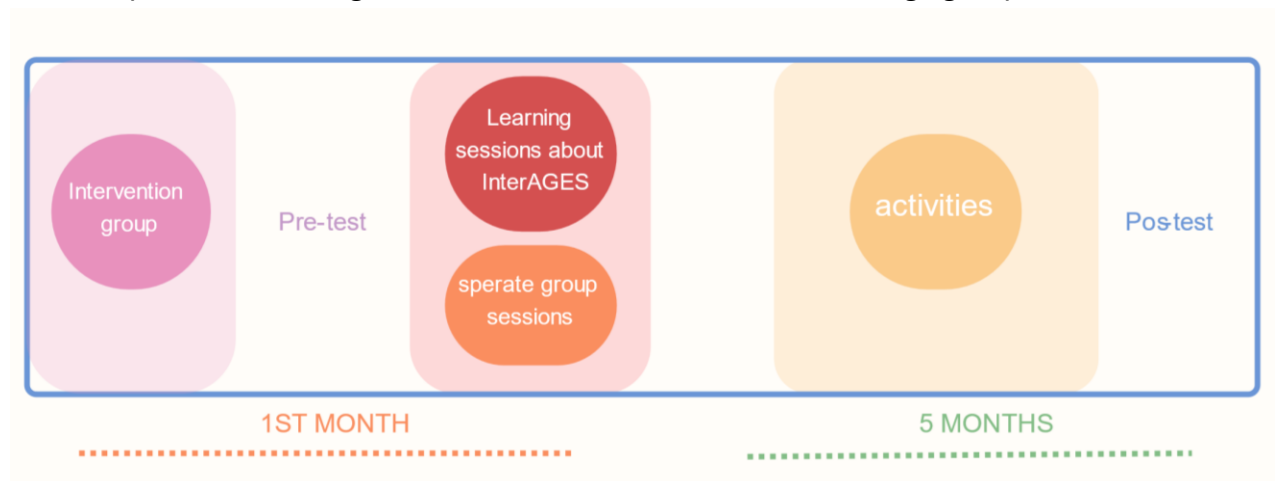 Intervention
group
Pre-test
Learning
sessions about
InterAGES
sperate group
sessions
activities
Pos-test
1ST MONTH
5 MONTHS